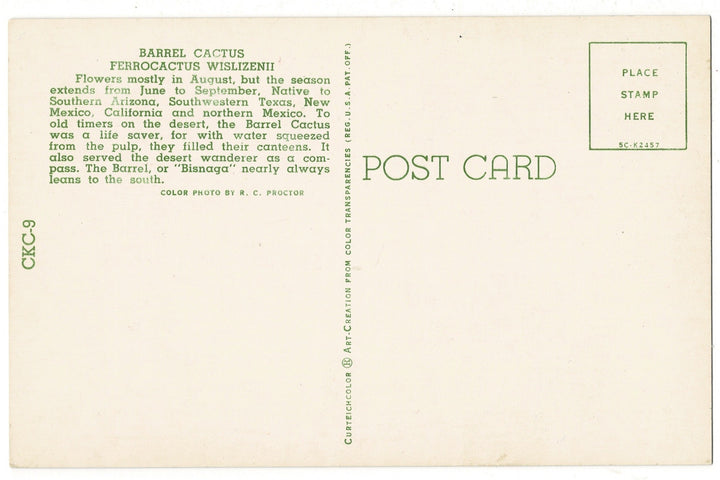 BARREL CACTUS
FERROCACTUS WISLIZENII
Flowers mostly in August, but the season
extends from June to September, Native to
Southern Arizona, Southwestern Texas, New
Mexico, California and northern Mexico. To
old timers on the desert, the Barrel Cactus
was a life saver, for with water squeezed
from the pulp, they filled their canteens. It
also served the desert wanderer as a com-
pass. The Barrel, or "Bisnaga" nearly always
leans to the south.
COLOR PHOTO BY R. C. PROCTOR
CKC-9
CURTEICHCOLOR ® ART-CREATION FROM COLOR TRANSPARENCIES (REG. U.S.A. PAT. OFF.)
POST CARD
PLACE
STAMP
HERE
5C-K2457